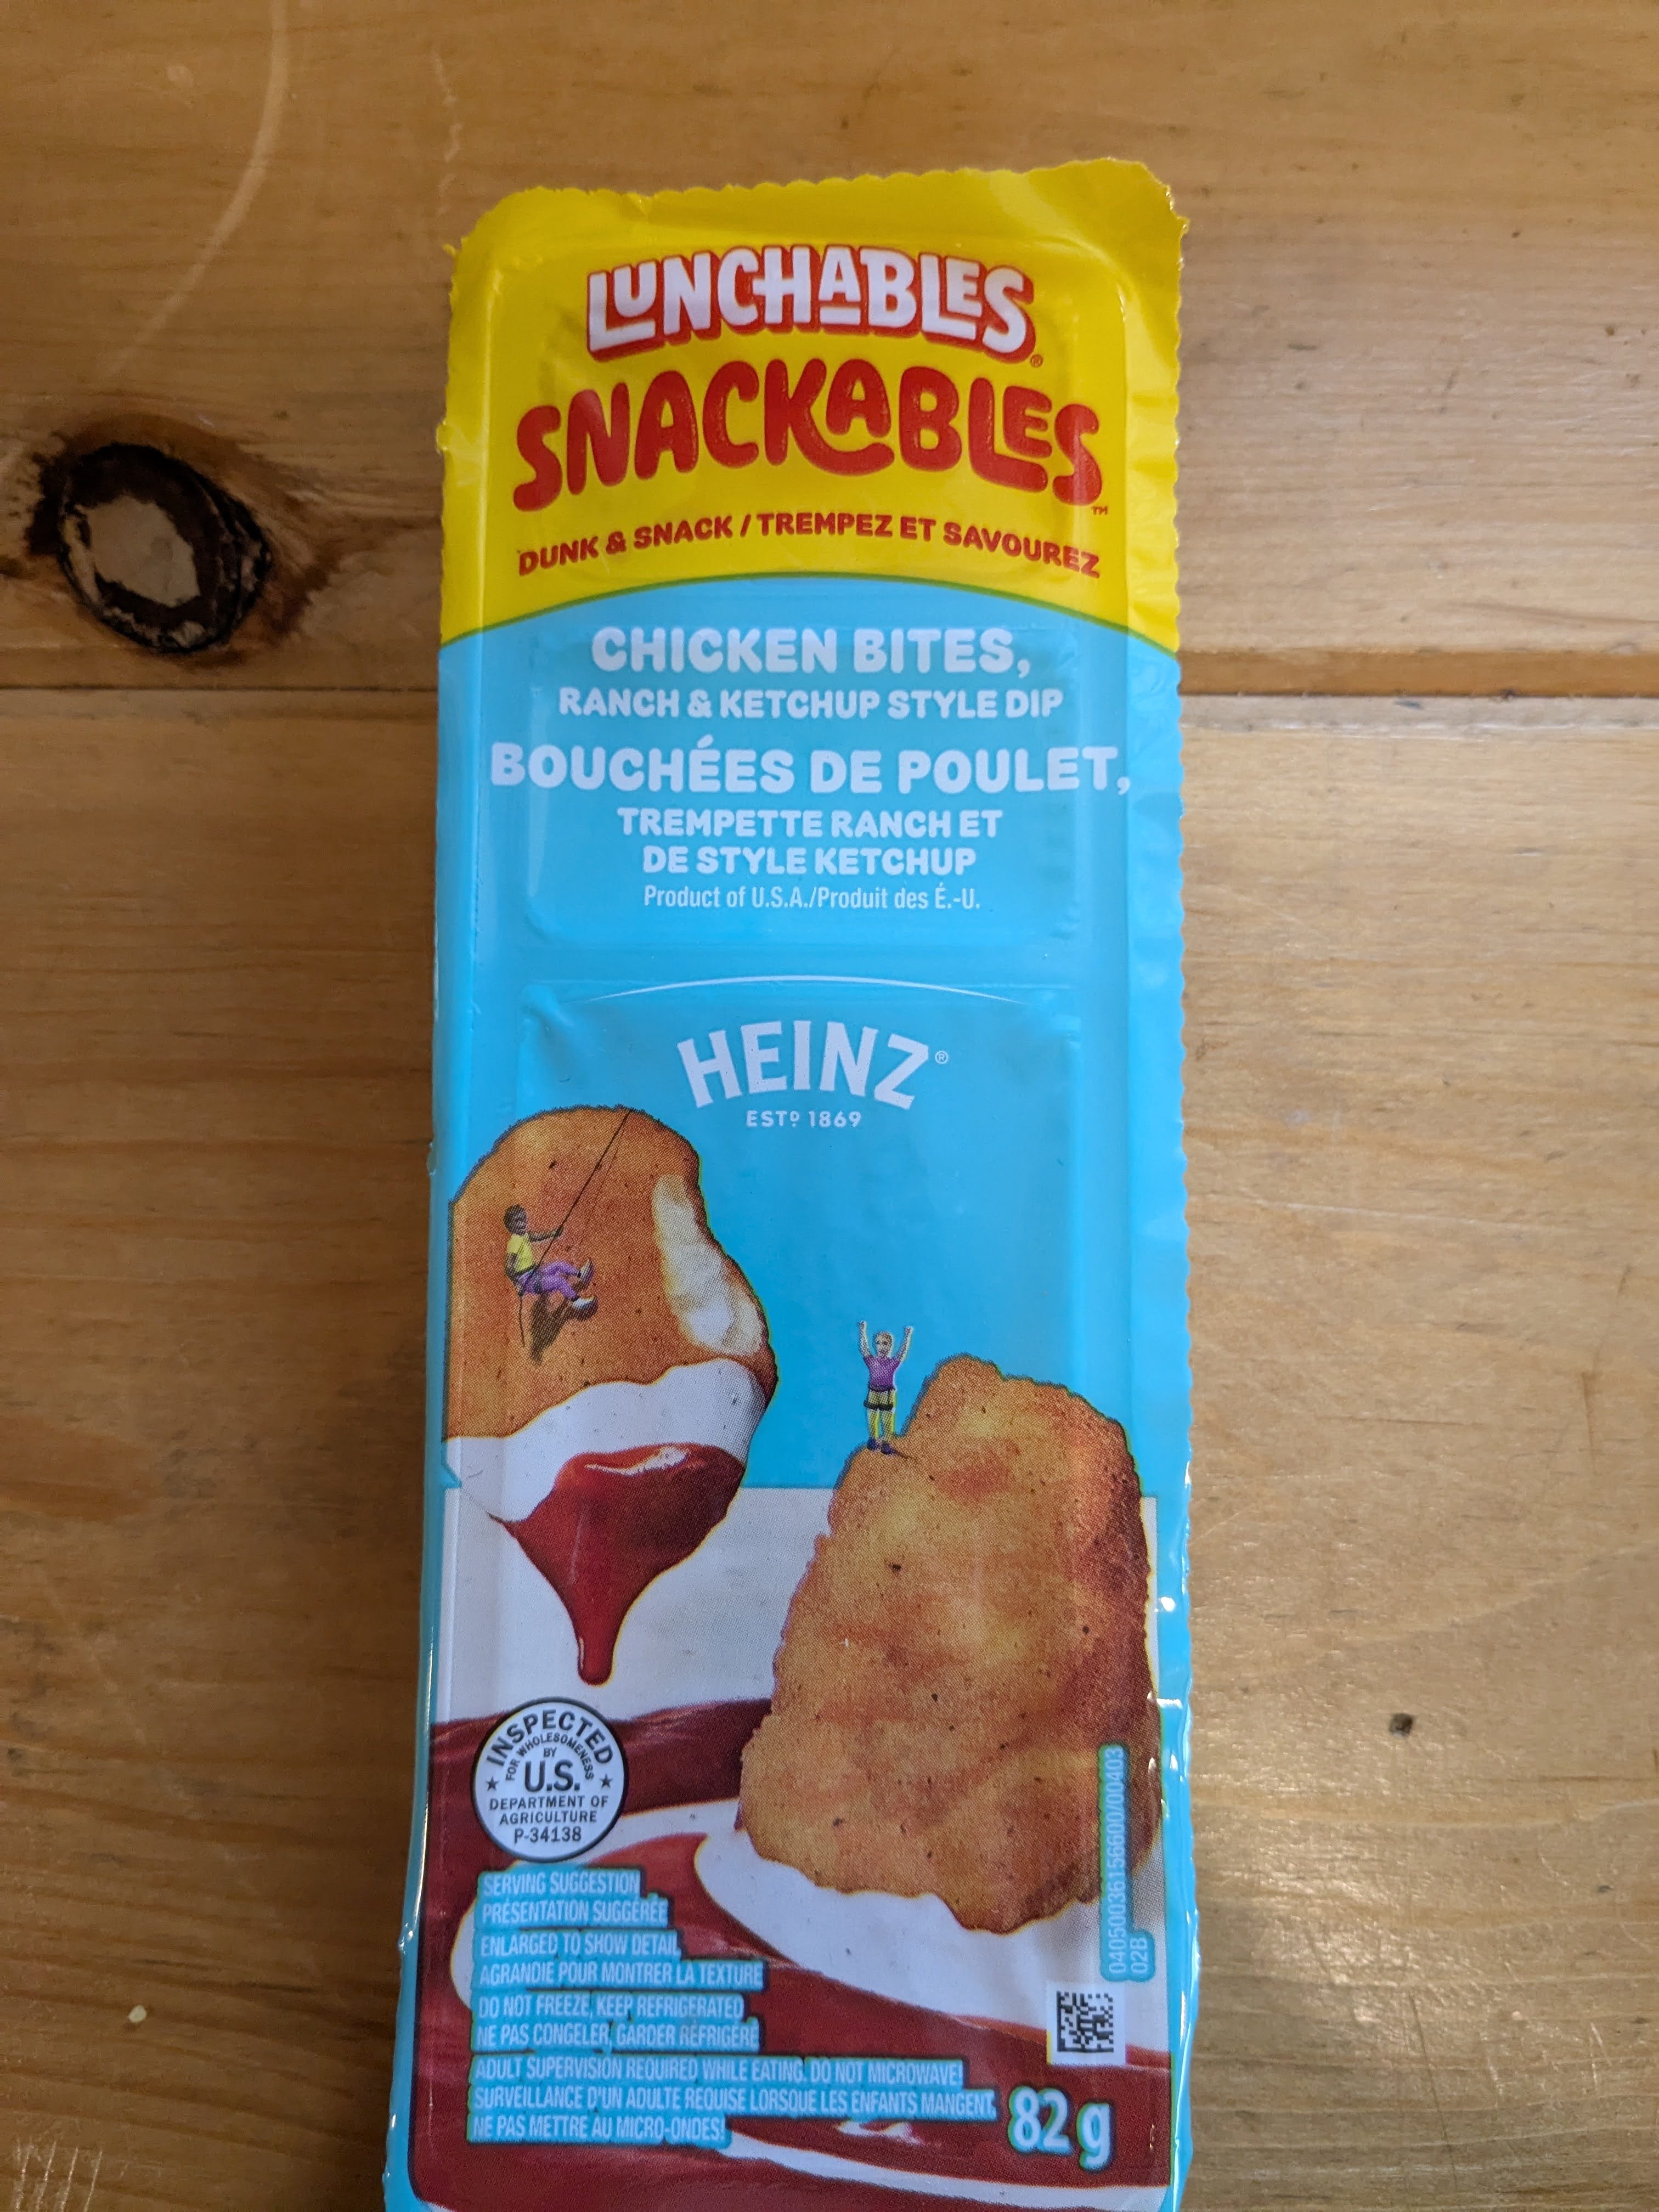 LUNCHABLES®
SNACKABLES™
DUNK & SNACK / TREMPEZ ET SAVOUREZ
CHICKEN BITES,
RANCH & KETCHUP STYLE DIP
BOUCHÉES DE POULET,
TREMPETTE RANCH ET
DE STYLE KETCHUP
Product of U.S.A./Produit des É.-U.
HEINZ®
ESTD 1869
INSPECTED
FOR WHOLESOMENESS
BY
U.S.
DEPARTMENT OF
AGRICULTURE
P-34138
SERVING SUGGESTION
PRÉSENTATION SUGGÉRÉE
ENLARGED TO SHOW DETAIL
AGRANDIE POUR MONTRER LA TEXTURE
DO NOT FREEZE, KEEP REFRIGERATED
NE PAS CONGELER, GARDER RÉFRIGÉRÉ
ADULT SUPERVISION REQUIRED WHILE EATING. DO NOT MICROWAVE!
SURVEILLANCE D'UN ADULTE REQUISE LORSQUE LES ENFANTS MANGENT.
NE PAS METTRE AU MICRO-ONDES!
82 g
04050036156600/00403
02B